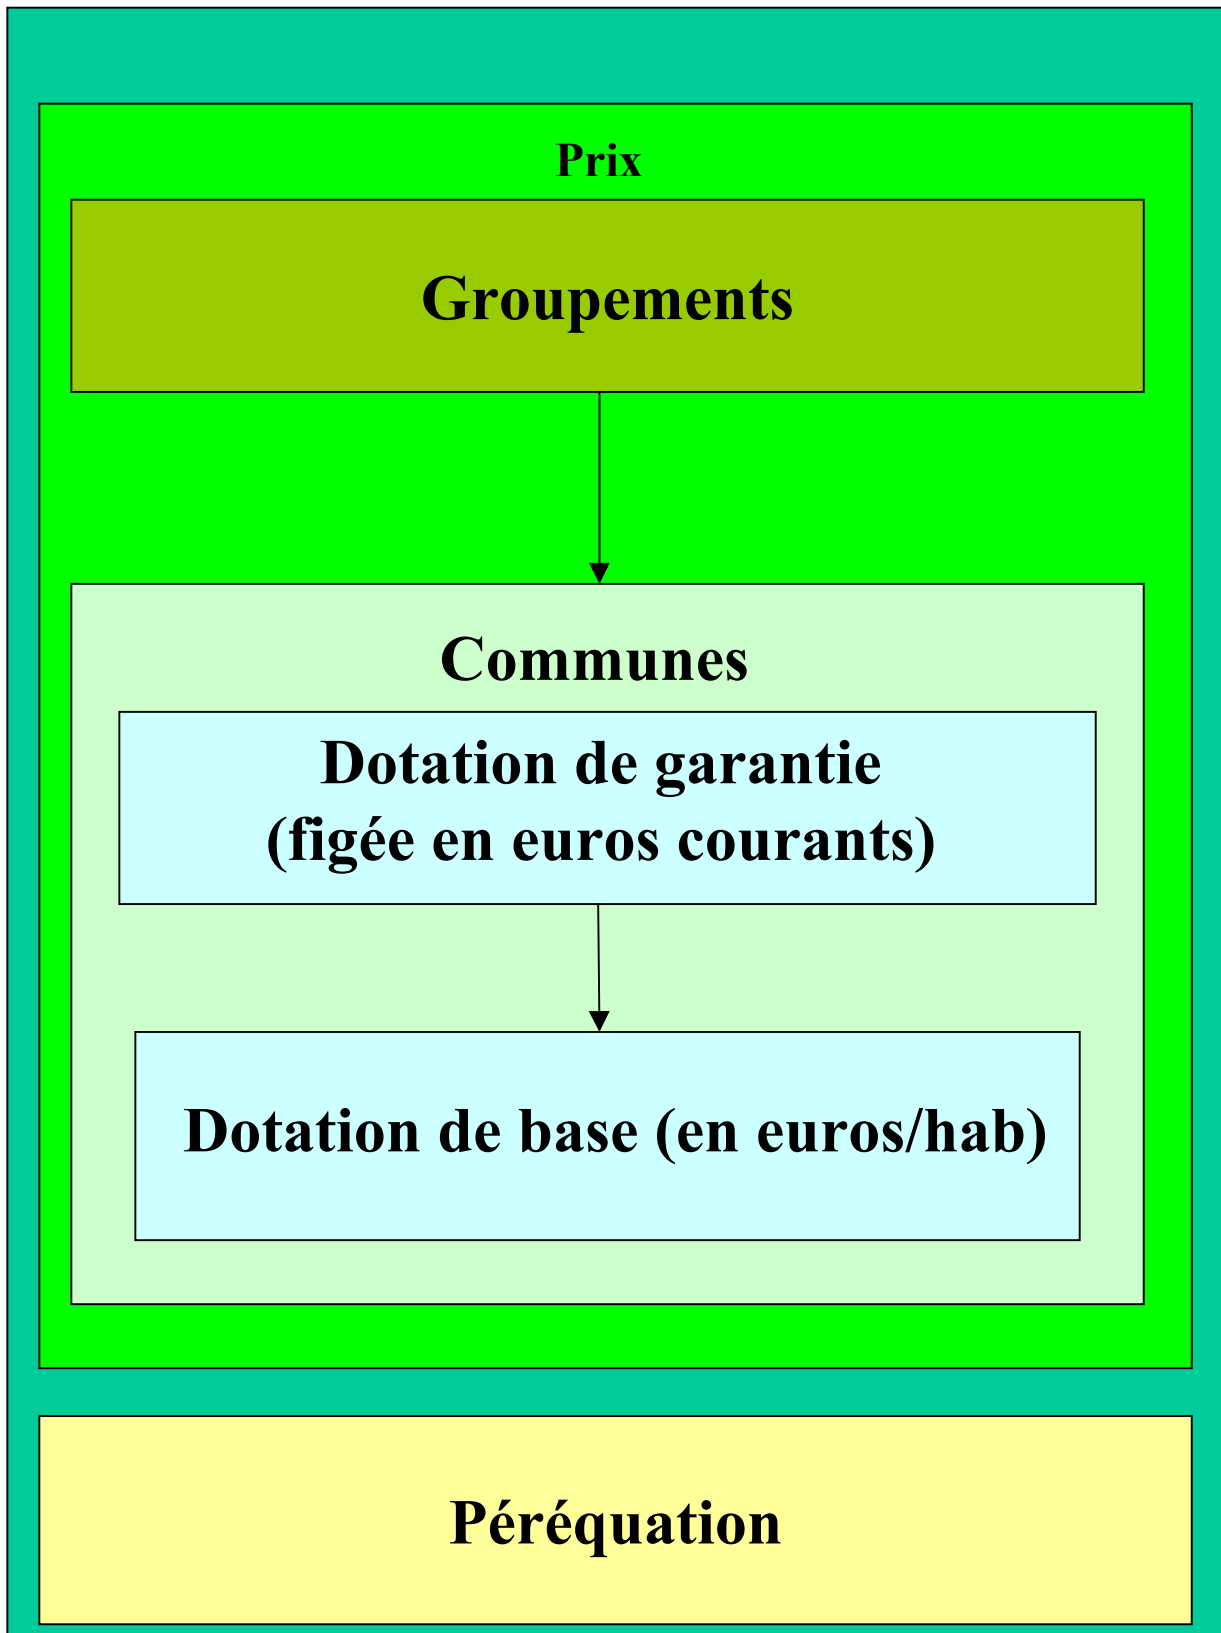 Prix
Groupements
Communes
Dotation de garantie
(figée en euros courants)
Dotation de base (en euros/hab)
Péréquation